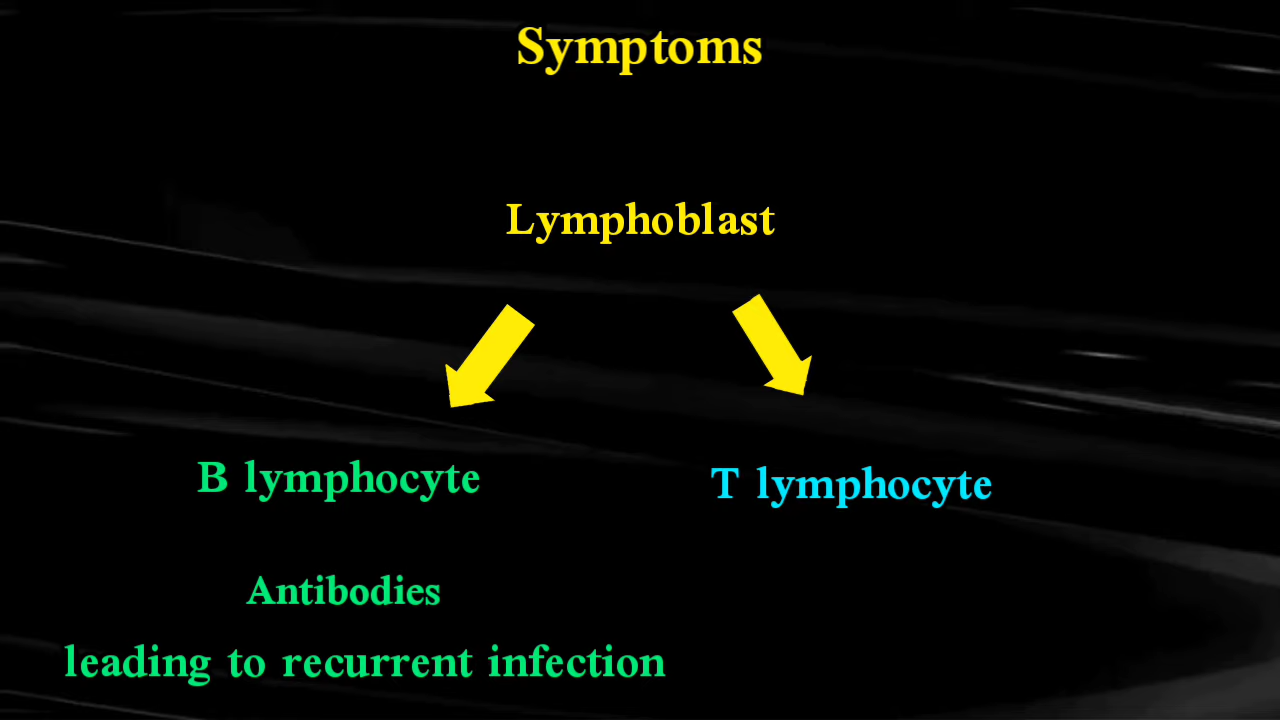 Symptoms
Lymphoblast
B lymphocyte
T lymphocyte
Antibodies
leading to recurrent infection